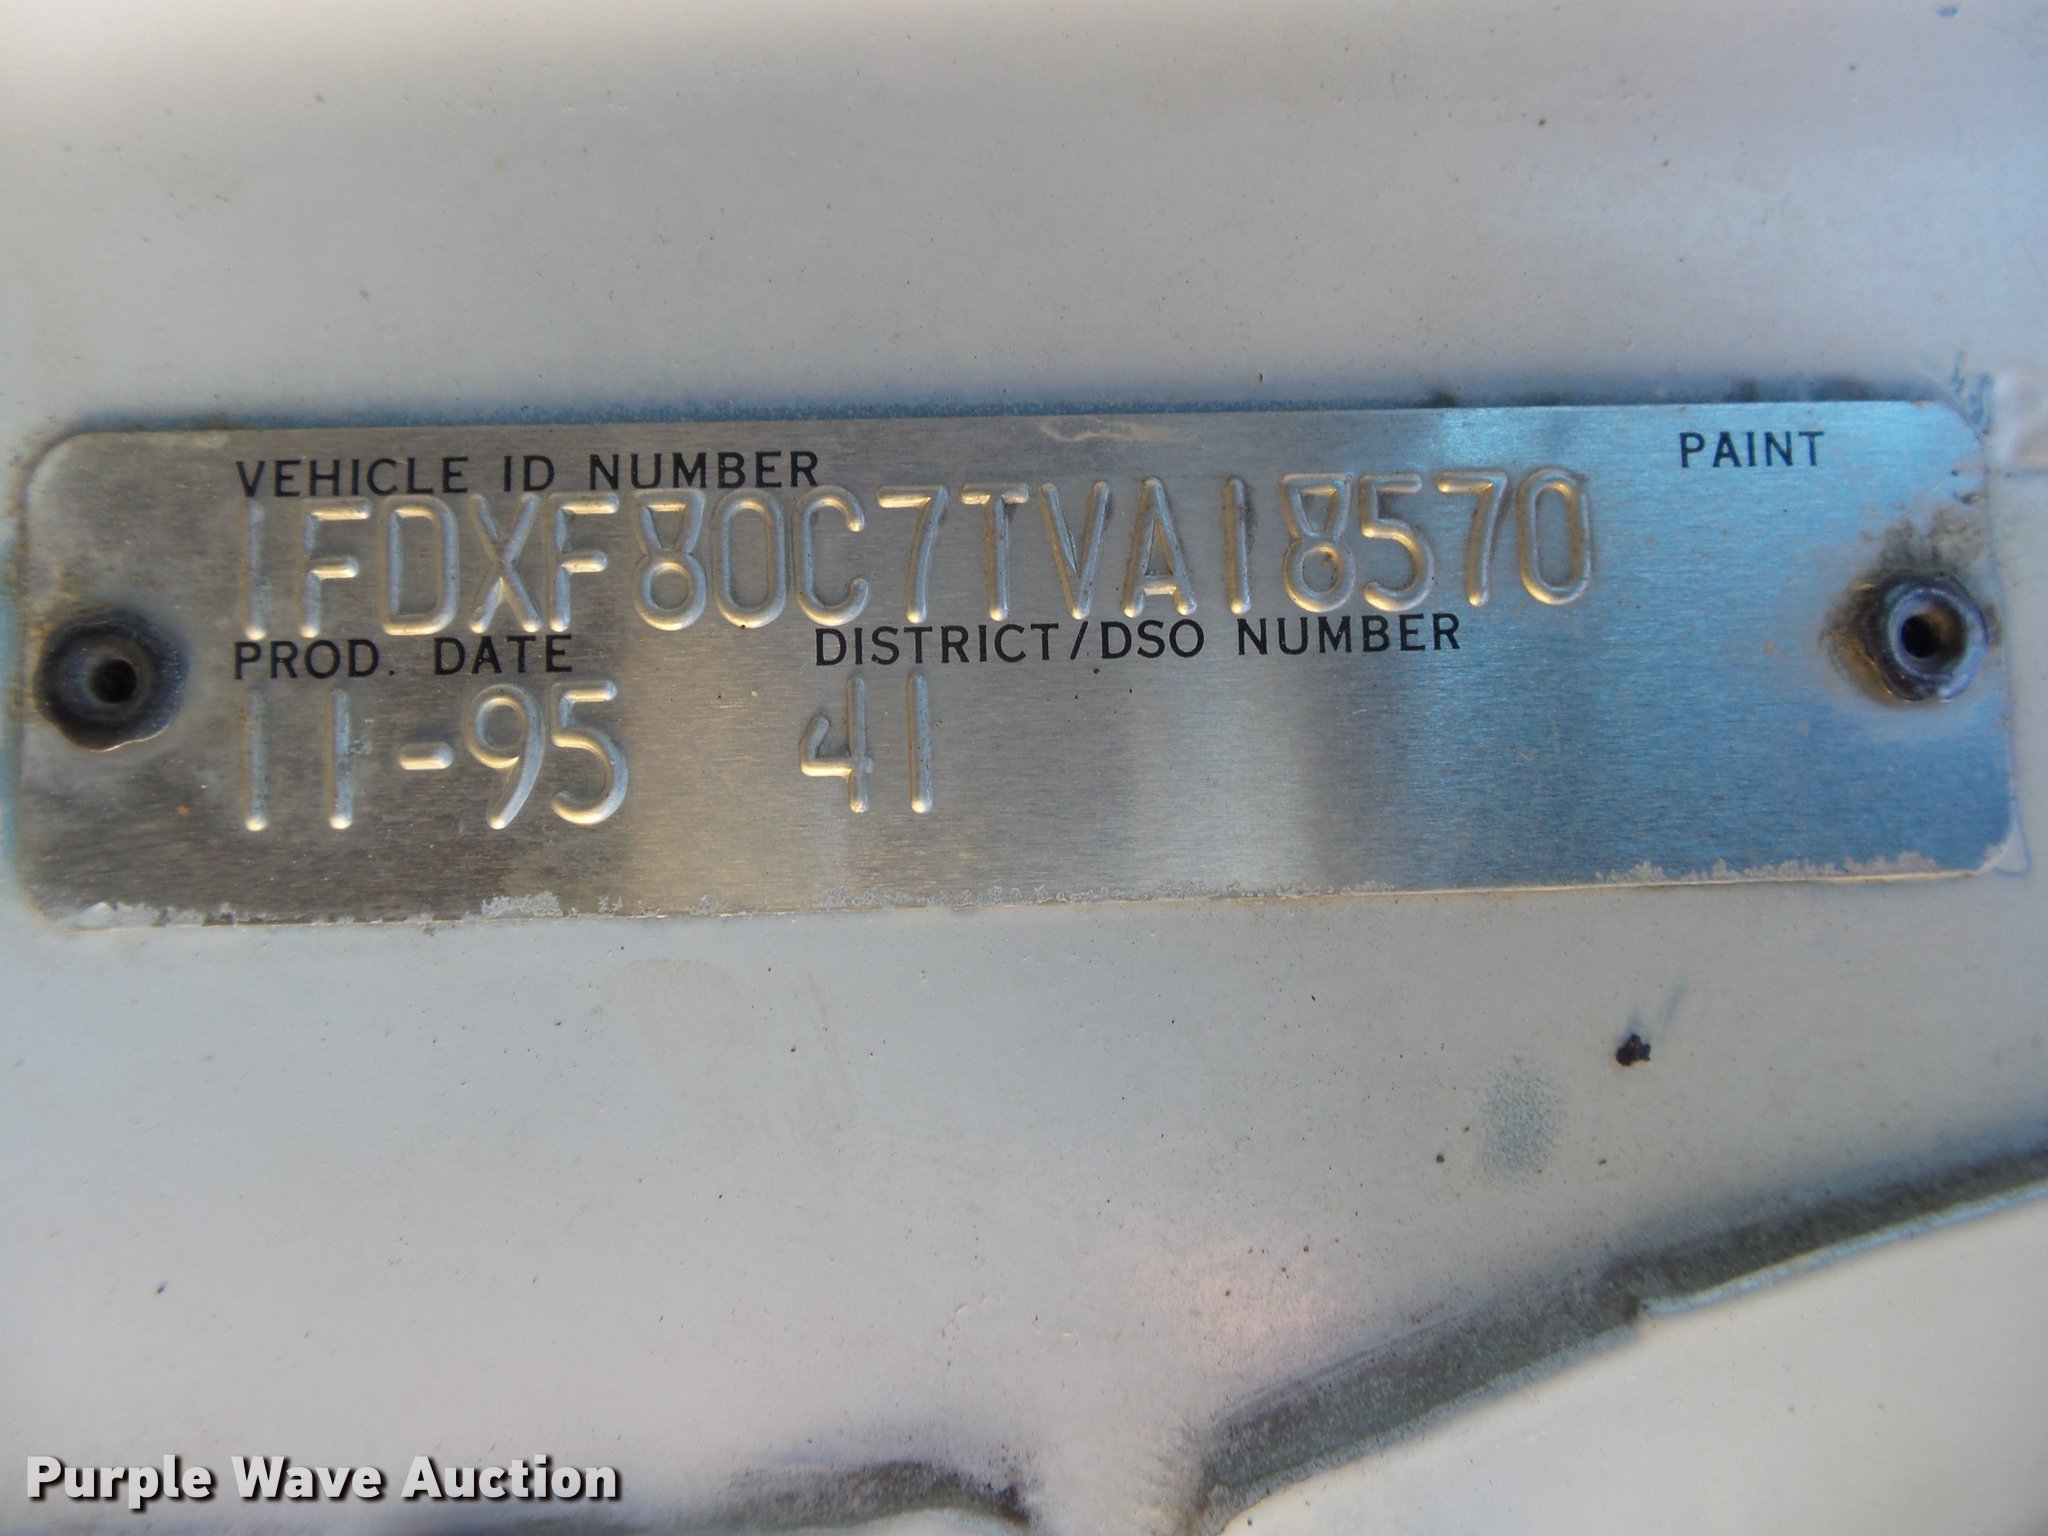 VEHICLE ID NUMBER PAINT
1FDXF80C7TVA18570
PROD. DATE DISTRICT/DSO NUMBER
11-95 41
Purple Wave Auction